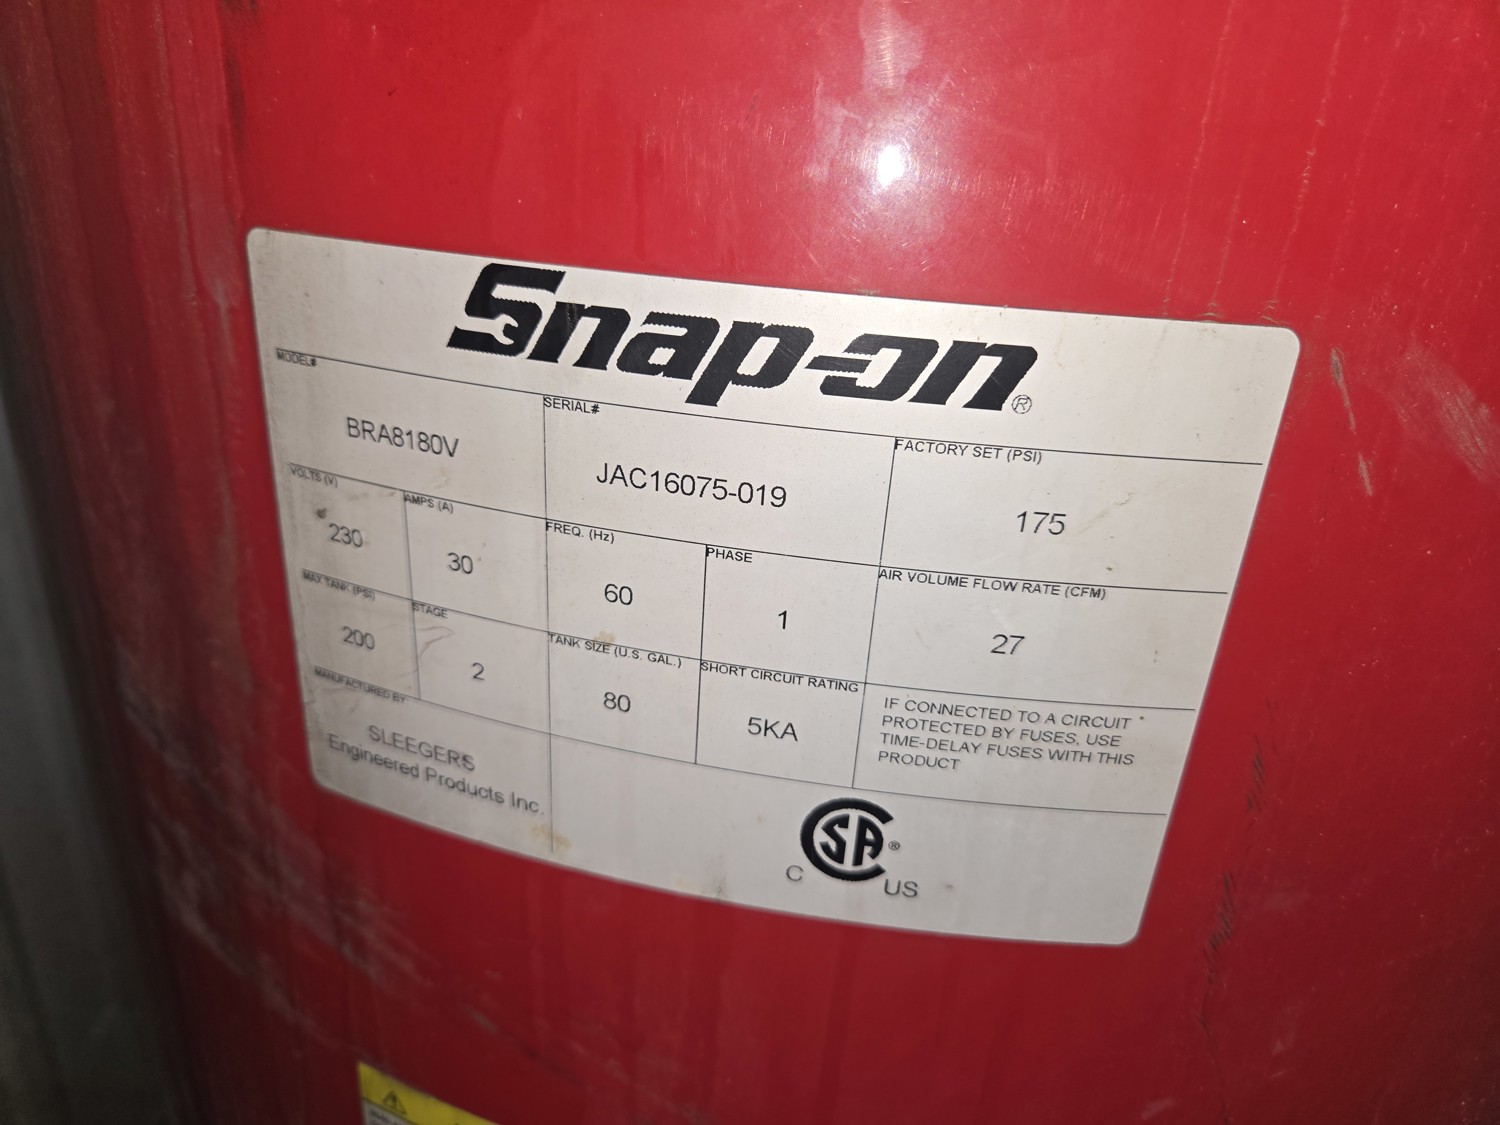 Snap-on®
MODEL#
BRA8180V
SERIAL#
JAC16075-019
FACTORY SET (PSI)
175
VOLTS (V)
230
AMPS (A)
30
FREQ. (Hz)
60
PHASE
1
AIR VOLUME FLOW RATE (CFM)
27
MAX TANK (PSI)
200
STAGE
2
TANK SIZE (U.S. GAL.)
80
SHORT CIRCUIT RATING
5KA
IF CONNECTED TO A CIRCUIT
PROTECTED BY FUSES, USE
TIME-DELAY FUSES WITH THIS
PRODUCT
MANUFACTURED BY
SLEEGERS
Engineered Products Inc.
CSA®
C US